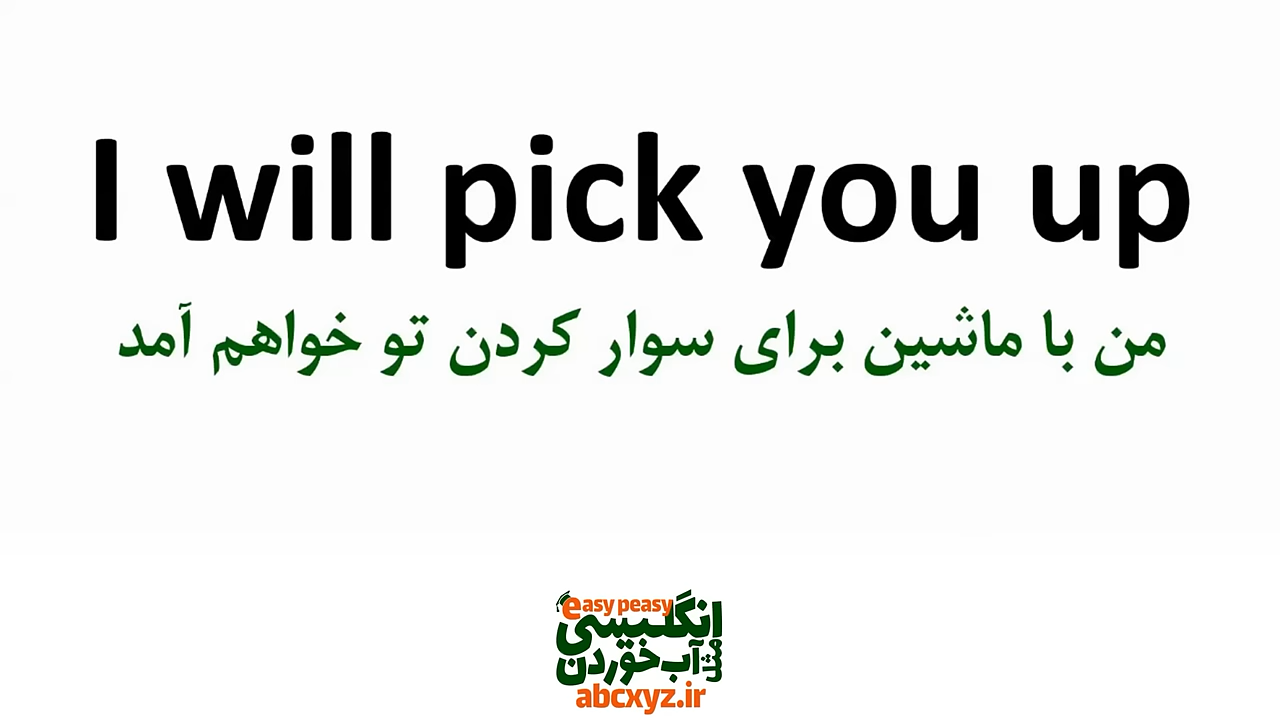 I will pick you up
من با ماشین برای سوار کردن تو خواهم آمد
easy peasy
انگلیسی
مثل
آب خوردن
abcxyz.ir